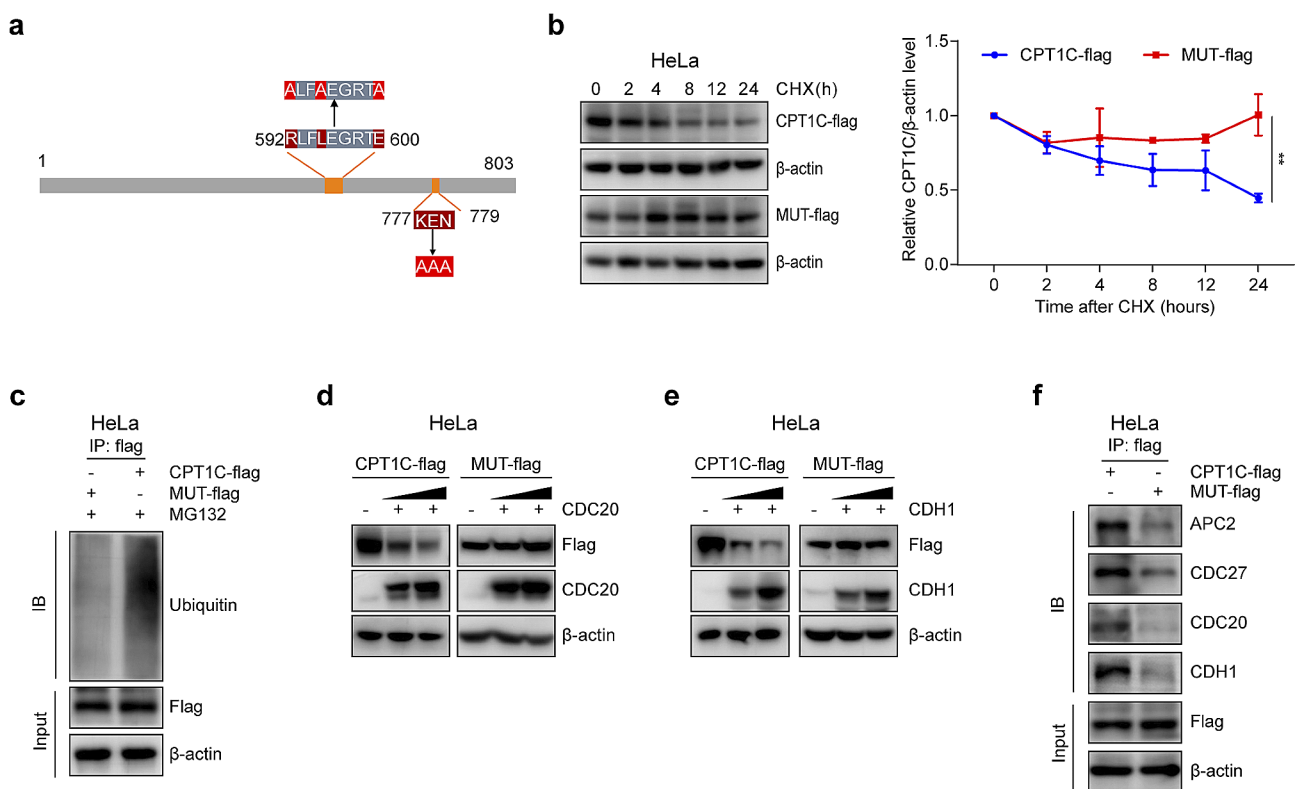 a
ALFAEGRTA
592 RLFLEGRTE 600
1
803
777 KEN 779
AAA
b
HeLa
0 2 4 8 12 24 CHX(h)
CPT1C-flag
β-actin
MUT-flag
β-actin
CPT1C-flag MUT-flag
Relative CPT1C/β-actin level
1.5
1.0
0.5
0.0
**
0 2 4 8 12 24
Time after CHX (hours)
c
HeLa
IP: flag
- + CPT1C-flag
+ - MUT-flag
+ + MG132
IB
Ubiquitin
Input
Flag
β-actin
d
HeLa
CPT1C-flag MUT-flag
- + + - + + CDC20
Flag
CDC20
β-actin
e
HeLa
CPT1C-flag MUT-flag
- + + - + + CDH1
Flag
CDH1
β-actin
f
HeLa
IP: flag
+ - CPT1C-flag
- + MUT-flag
IB
APC2
CDC27
CDC20
CDH1
Input
Flag
β-actin